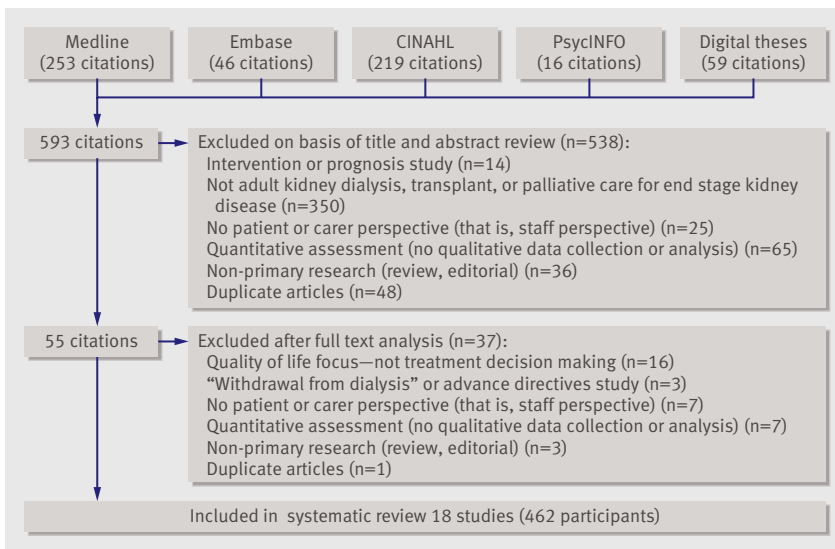 Medline
(253 citations)
Embase
(46 citations)
CINAHL
(219 citations)
PsycINFO
(16 citations)
Digital theses
(59 citations)
593 citations
Excluded on basis of title and abstract review (n=538):
Intervention or prognosis study (n=14)
Not adult kidney dialysis, transplant, or palliative care for end stage kidney
disease (n=350)
No patient or carer perspective (that is, staff perspective) (n=25)
Quantitative assessment (no qualitative data collection or analysis) (n=65)
Non-primary research (review, editorial) (n=36)
Duplicate articles (n=48)
55 citations
Excluded after full text analysis (n=37):
Quality of life focus—not treatment decision making (n=16)
“Withdrawal from dialysis” or advance directives study (n=3)
No patient or carer perspective (that is, staff perspective) (n=7)
Quantitative assessment (no qualitative data collection or analysis) (n=7)
Non-primary research (review, editorial) (n=3)
Duplicate articles (n=1)
Included in systematic review 18 studies (462 participants)